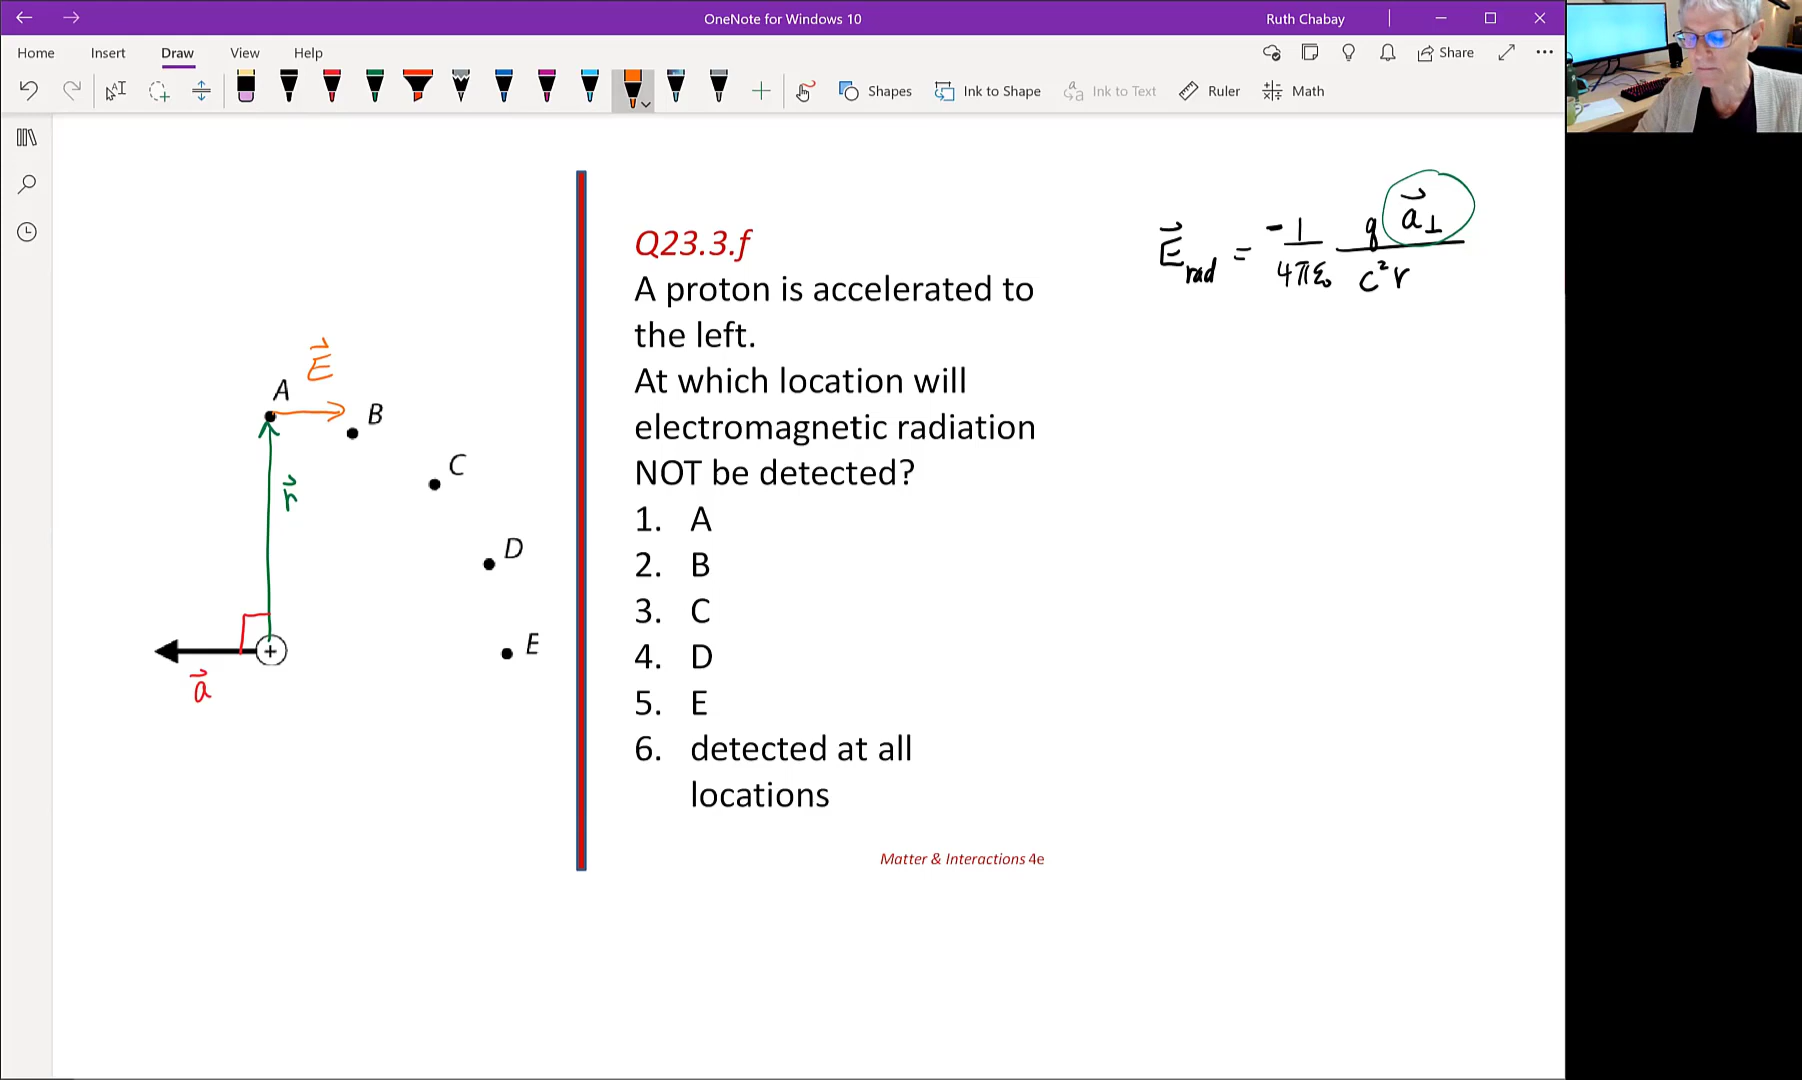 OneNote for Windows 10
Ruth Chabay
Home Insert Draw View Help
Share
Shapes Ink to Shape Ink to Text Ruler Math
Q23.3.f
A proton is accelerated to
the left.
At which location will
electromagnetic radiation
NOT be detected?
1. A
2. B
3. C
4. D
5. E
6. detected at all
locations
Matter & Interactions 4e
E⃗
A
B
C
r⃗
D
E
+
a⃗
E⃗rad = -1/4πε₀ qa⃗⊥/c²r